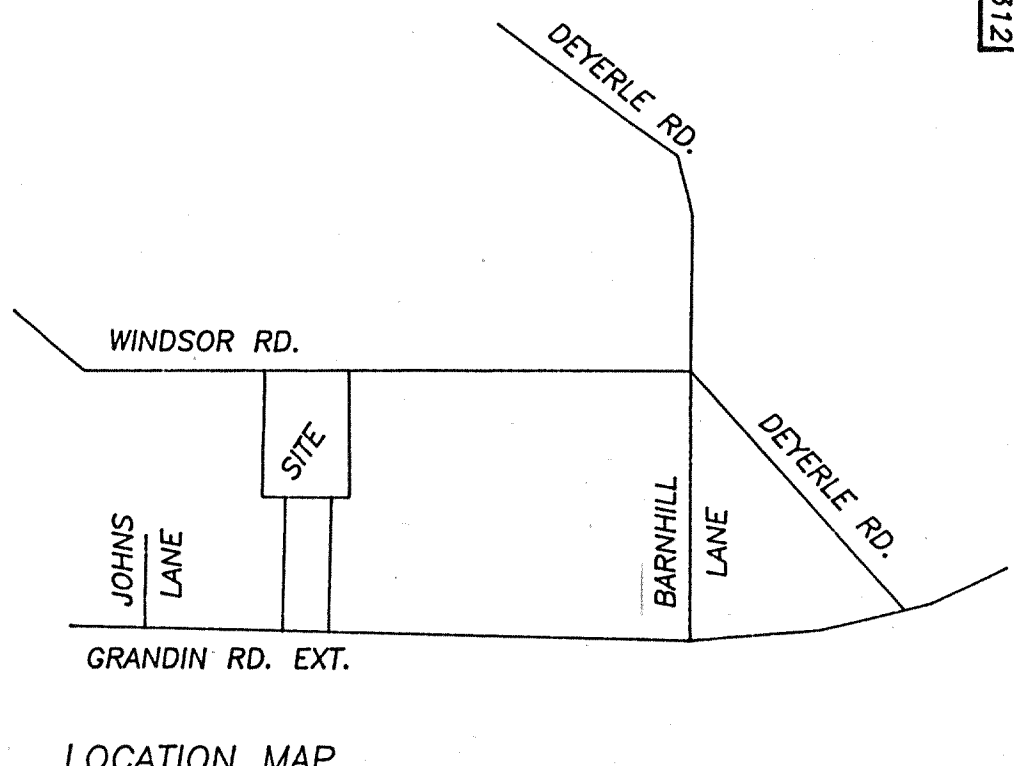 312
DEYERLE RD.
WINDSOR RD.
SITE
DEYERLE RD.
JOHNS
LANE
BARNHILL
LANE
GRANDIN RD. EXT.
LOCATION MAP